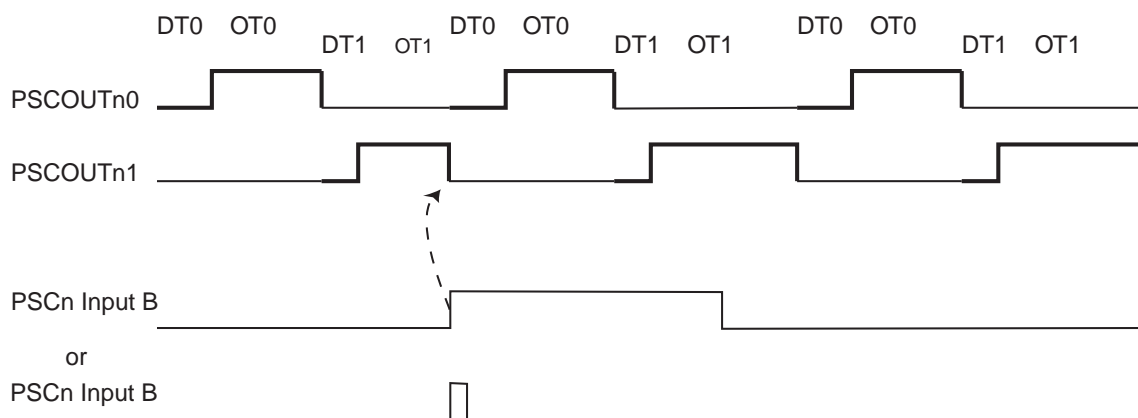 DT0 OT0 DT0 OT0 DT0 OT0
DT1 OT1 DT1 OT1 DT1 OT1
PSCOUTn0
PSCOUTn1
PSCn Input B
or
PSCn Input B